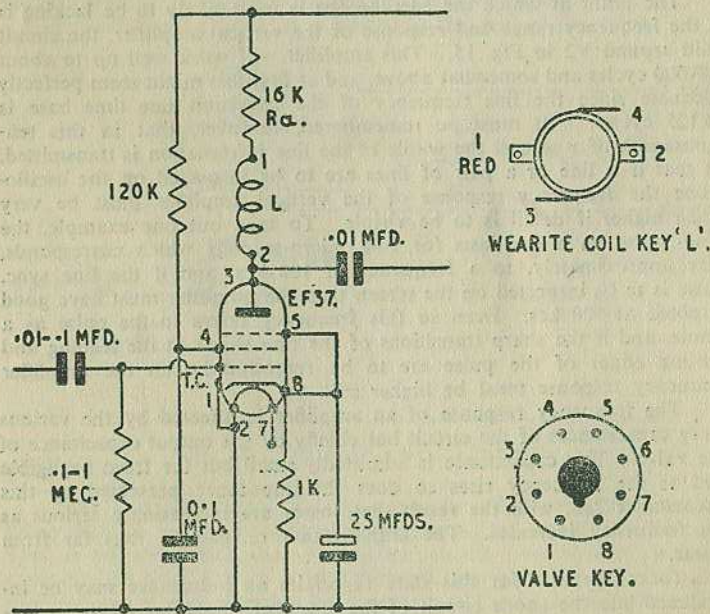 16K
Ra.
120K
1
L
2
.01 MFD.
3
EF37.
5
4
.01-.1 MFD.
T.C.
8
1
2
7
.1-1
MEG.
0.1
MFD.
1K
25 MFDS.
4
1
RED
2
3
WEARITE COIL KEY 'L'.
4 5
3 6
2 7
1 8
VALVE KEY.